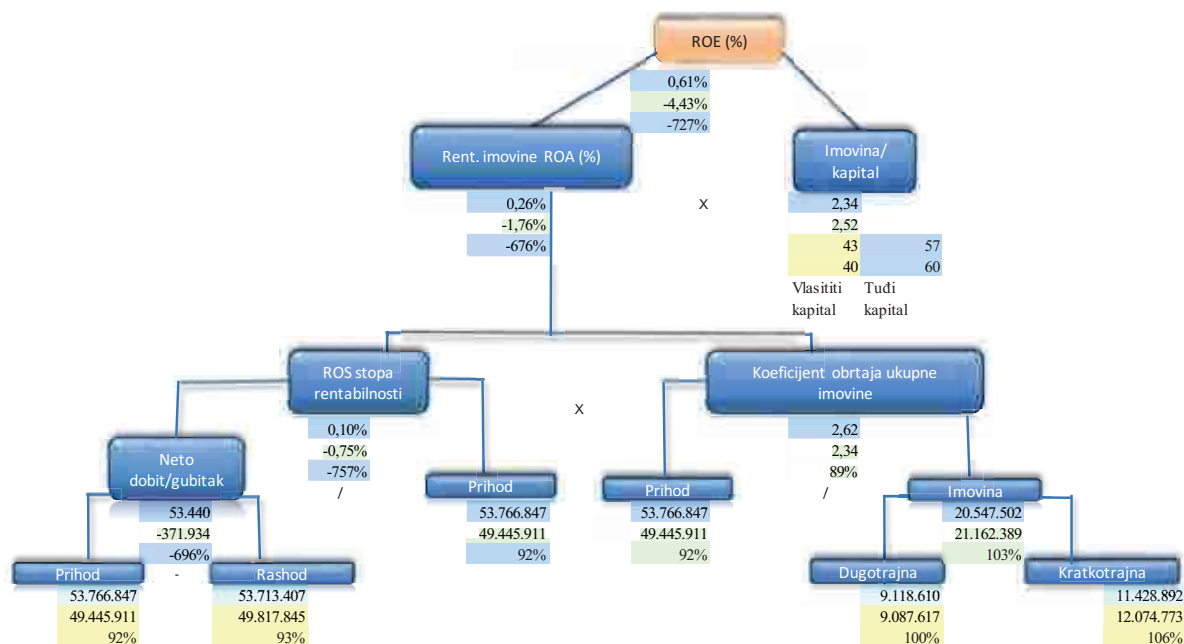 ROE (%)
0,61%
-4,43%
-727%
Rent. imovine ROA (%)
Imovina/
kapital
0,26%
-1,76%
-676%
X
2,34
2,52
43 57
40 60
Vlasititi Tuđi
kapital kapital
ROS stopa
rentabilnosti
Koeficijent obrtaja ukupne
imovine
X
0,10%
-0,75%
-757%
/
2,62
2,34
89%
/
Neto
dobit/gubitak
53.440
-371.934
-696%
-
Prihod
53.766.847
49.445.911
92%
Prihod
53.766.847
49.445.911
92%
Imovina
20.547.502
21.162.389
103%
Prihod
53.766.847
49.445.911
92%
Rashod
53.713.407
49.817.845
93%
Dugotrajna
9.118.610
9.087.617
100%
Kratkotrajna
11.428.892
12.074.773
106%